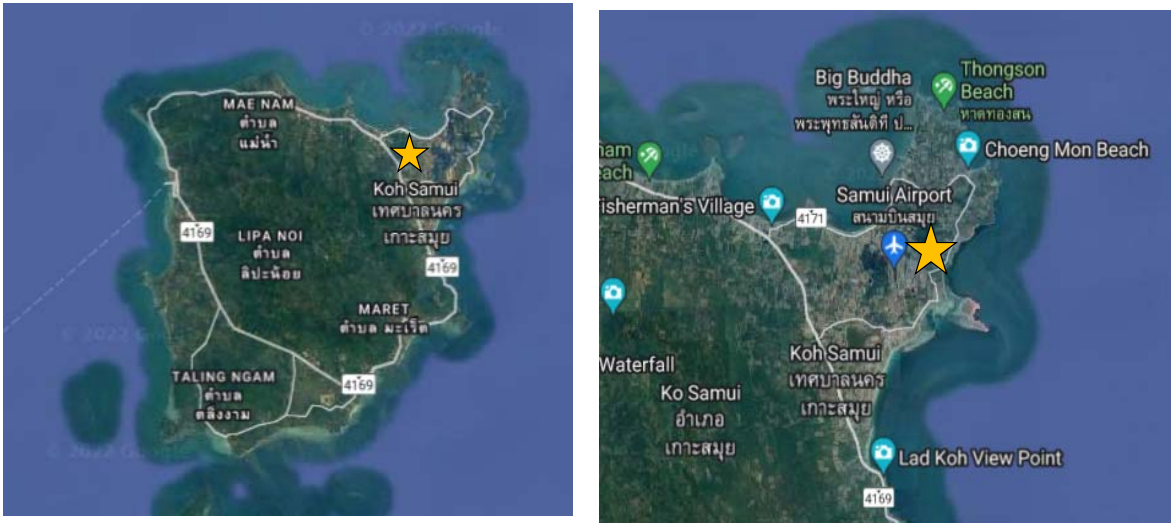 © 2022 Google
MAE NAM
ตำบล
แม่น้ำ
Koh Samui
เทศบาลนคร
เกาะสมุย
4169
LIPA NOI
ตำบล
ลิปะน้อย
4169
MARET
ตำบล มะเร็ต
© 2022
4169
TALING NGAM
ตำบล
ตลิ่งงาม
© 2022 Google
Thongson
Beach
หาดทองสน
Big Buddha
พระใหญ่ หรือ
พระพุทธสันติที ป...
Choeng Mon Beach
nam
each
Samui Airport
สนามบินสมุย
Fisherman's Village
4171
Koh Samui
เทศบาลนคร
เกาะสมุย
Waterfall
Ko Samui
อำเภอ
เกาะสมุย
Lad Koh View Point
4169